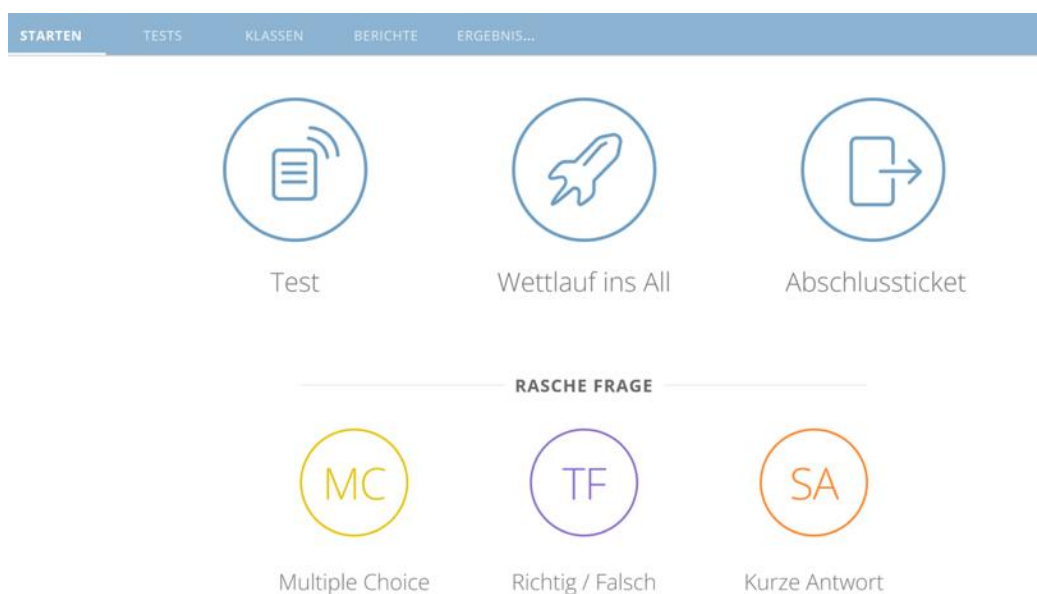 STARTEN TESTS KLASSEN BERICHTE ERGEBNIS...
Test Wettlauf ins All Abschlussticket
RASCHE FRAGE
MC TF SA
Multiple Choice Richtig / Falsch Kurze Antwort